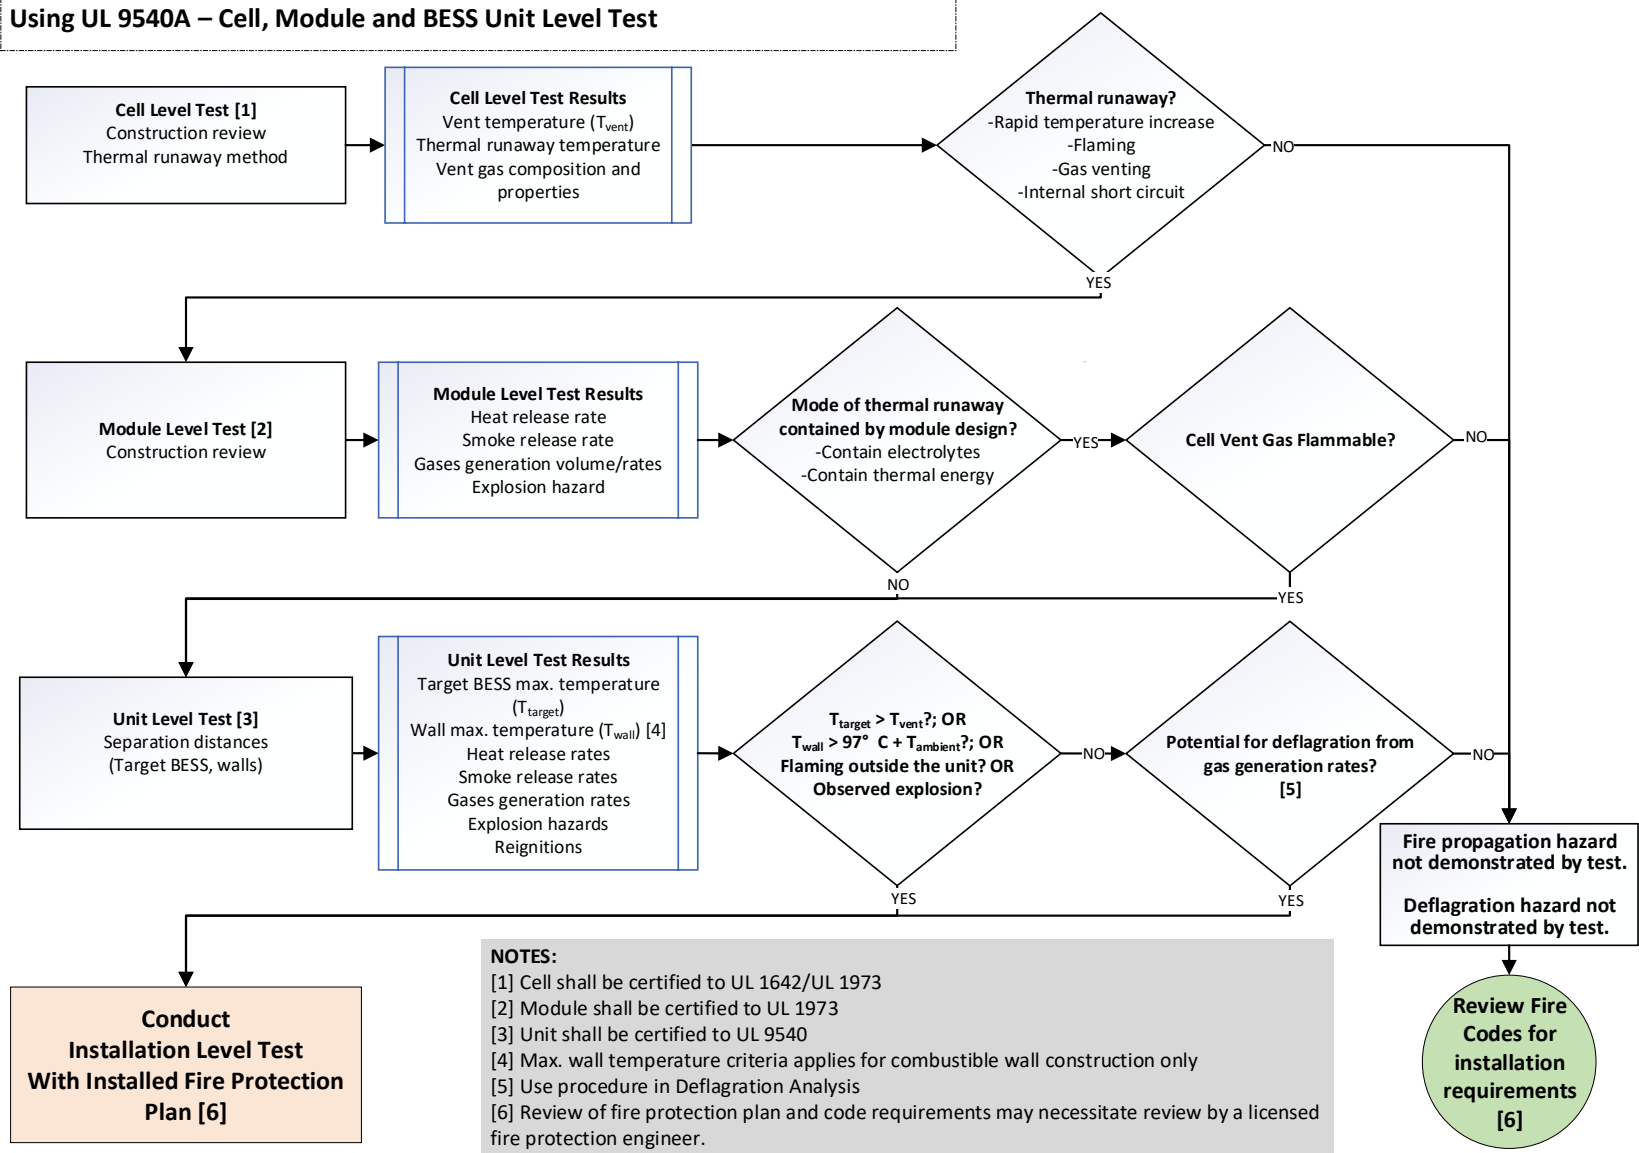 Using UL 9540A – Cell, Module and BESS Unit Level Test
Cell Level Test [1]
Construction review
Thermal runaway method
Cell Level Test Results
Vent temperature (Tvent)
Thermal runaway temperature
Vent gas composition and
properties
Thermal runaway?
-Rapid temperature increase
-Flaming
-Gas venting
-Internal short circuit
NO
YES
Module Level Test [2]
Construction review
Module Level Test Results
Heat release rate
Smoke release rate
Gases generation volume/rates
Explosion hazard
Mode of thermal runaway
contained by module design?
-Contain electrolytes
-Contain thermal energy
YES
Cell Vent Gas Flammable?
NO
NO
YES
Unit Level Test [3]
Separation distances
(Target BESS, walls)
Unit Level Test Results
Target BESS max. temperature
(Ttarget)
Wall max. temperature (Twall) [4]
Heat release rates
Smoke release rates
Gases generation rates
Explosion hazards
Reignitions
Ttarget > Tvent?; OR
Twall > 97° C + Tambient?; OR
Flaming outside the unit? OR
Observed explosion?
NO
Potential for deflagration from
gas generation rates?
[5]
NO
YES
YES
Fire propagation hazard
not demonstrated by test.
Deflagration hazard not
demonstrated by test.
Conduct
Installation Level Test
With Installed Fire Protection
Plan [6]
NOTES:
[1] Cell shall be certified to UL 1642/UL 1973
[2] Module shall be certified to UL 1973
[3] Unit shall be certified to UL 9540
[4] Max. wall temperature criteria applies for combustible wall construction only
[5] Use procedure in Deflagration Analysis
[6] Review of fire protection plan and code requirements may necessitate review by a licensed
fire protection engineer.
Review Fire
Codes for
installation
requirements
[6]